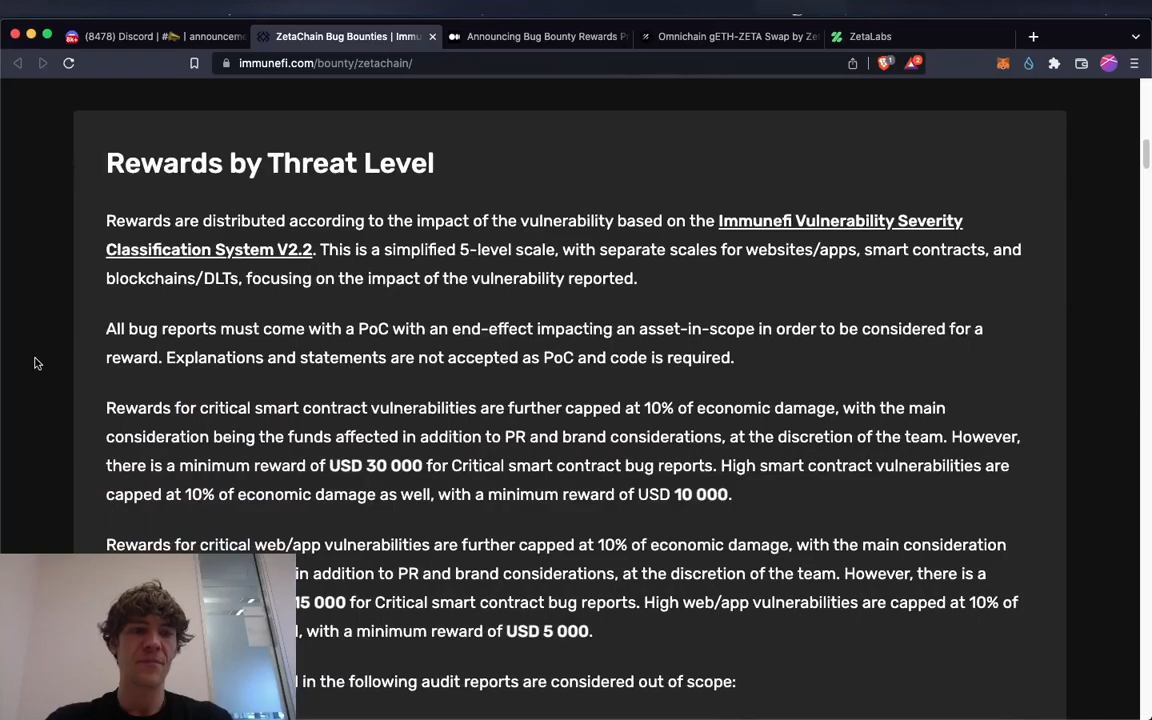 (8478) Discord | # | announceme
ZetaChain Bug Bounties | Immu
Announcing Bug Bounty Rewards P
Omnichain gETH-ZETA Swap by Ze
ZetaLabs
immunefi.com/bounty/zetachain/
1
2
Rewards by Threat Level
Rewards are distributed according to the impact of the vulnerability based on the Immunefi Vulnerability Severity
Classification System V2.2. This is a simplified 5-level scale, with separate scales for websites/apps, smart contracts, and
blockchains/DLTs, focusing on the impact of the vulnerability reported.
All bug reports must come with a PoC with an end-effect impacting an asset-in-scope in order to be considered for a
reward. Explanations and statements are not accepted as PoC and code is required.
Rewards for critical smart contract vulnerabilities are further capped at 10% of economic damage, with the main
consideration being the funds affected in addition to PR and brand considerations, at the discretion of the team. However,
there is a minimum reward of USD 30 000 for Critical smart contract bug reports. High smart contract vulnerabilities are
capped at 10% of economic damage as well, with a minimum reward of USD 10 000.
Rewards for critical web/app vulnerabilities are further capped at 10% of economic damage, with the main consideration
in addition to PR and brand considerations, at the discretion of the team. However, there is a
15 000 for Critical smart contract bug reports. High web/app vulnerabilities are capped at 10% of
, with a minimum reward of USD 5 000.
in the following audit reports are considered out of scope: